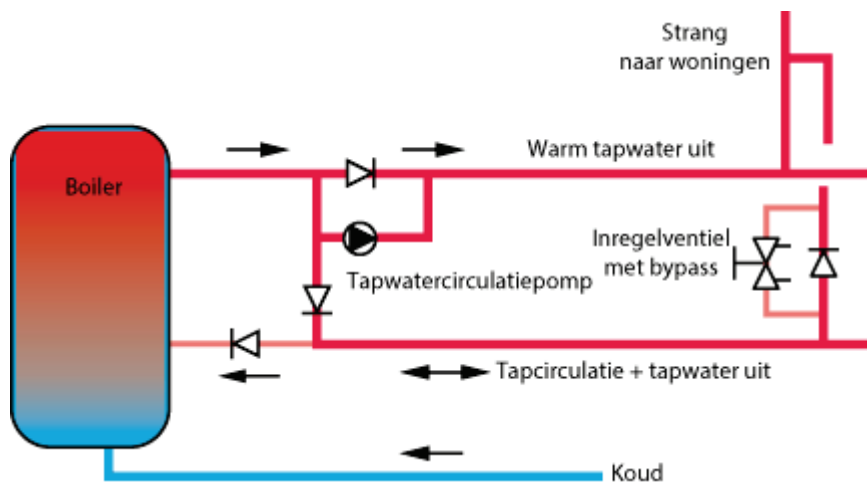 Strang
naar woningen
Warm tapwater uit
Boiler
Inregelventiel
met bypass
Tapwatercirculatiepomp
Tapcirculatie + tapwater uit
Koud